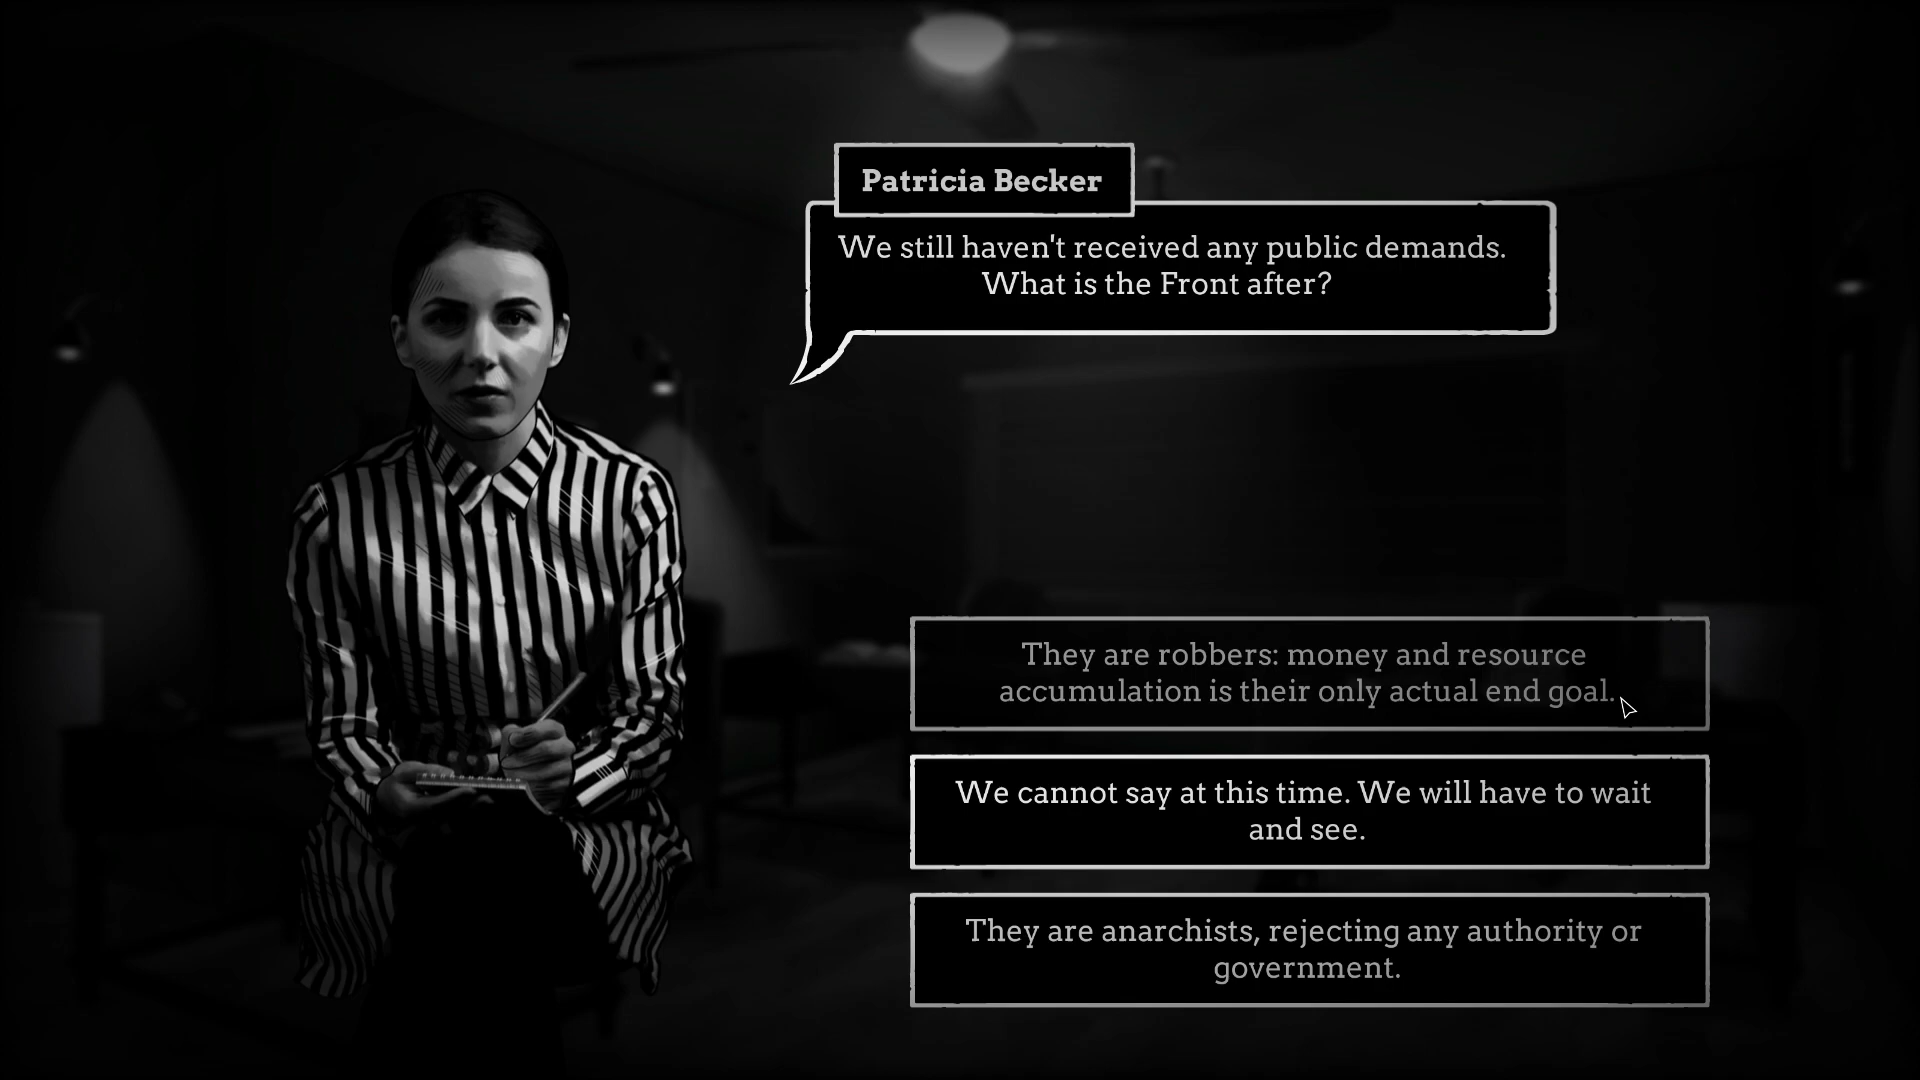 Patricia Becker
We still haven't received any public demands.
What is the Front after?
They are robbers: money and resource
accumulation is their only actual end goal.
We cannot say at this time. We will have to wait
and see.
They are anarchists, rejecting any authority or
government.